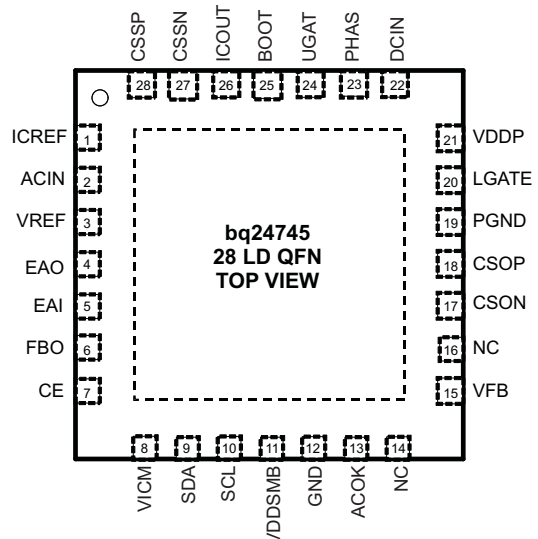 CSSP
CSSN
ICOUT
BOOT
UGAT
PHAS
DCIN
28
27
26
25
24
23
22
ICREF 1
ACIN 2
VREF 3
EAO 4
EAI 5
FBO 6
CE 7
bq24745
28 LD QFN
TOP VIEW
21 VDDP
20 LGATE
19 PGND
18 CSOP
17 CSON
16 NC
15 VFB
8
9
10
11
12
13
14
VICM
SDA
SCL
VDDSMB
GND
ACOK
NC